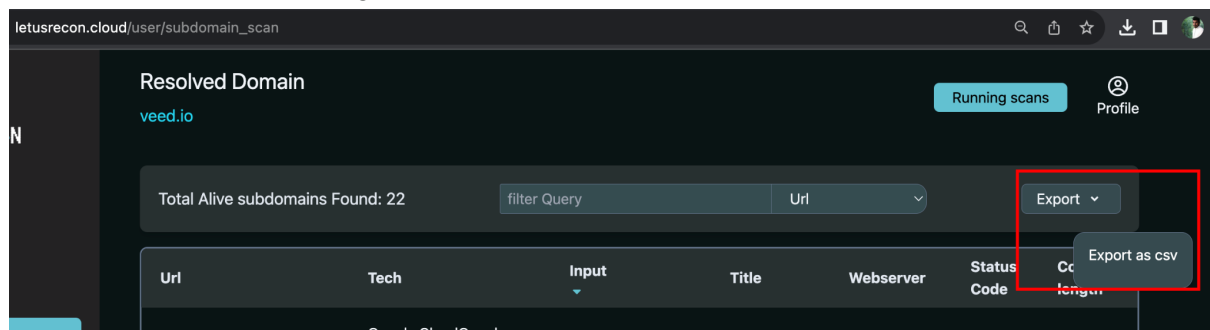 letusrecon.cloud/user/subdomain_scan
Resolved Domain
veed.io
Running scans
Profile
N
Total Alive subdomains Found: 22
filter Query
Url
Export
Export as csv
Url
Tech
Input
Title
Webserver
Status
Code
length